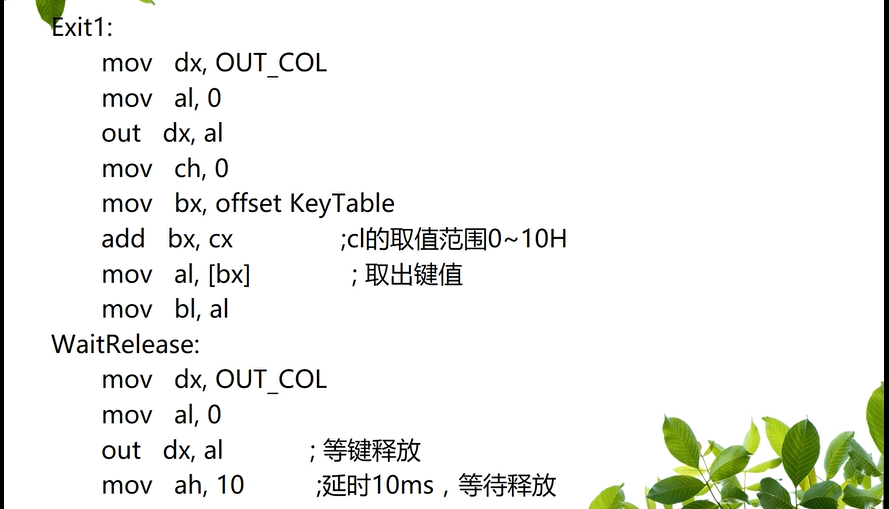 Exit1:
mov dx, OUT_COL
mov al, 0
out dx, al
mov ch, 0
mov bx, offset KeyTable
add bx, cx ;cl的取值范围0~10H
mov al, [bx] ; 取出键值
mov bl, al
WaitRelease:
mov dx, OUT_COL
mov al, 0
out dx, al ; 等键释放
mov ah, 10 ;延时10ms，等待释放